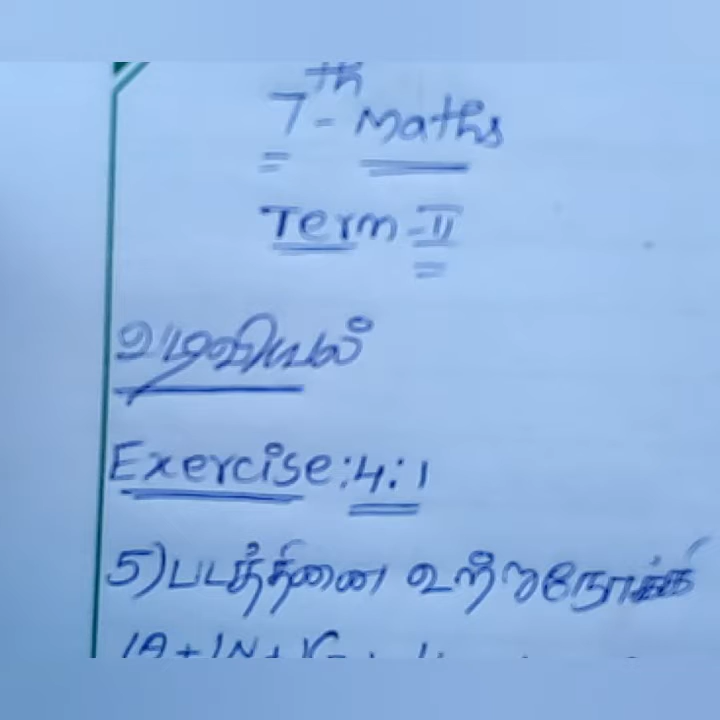 7th - Maths
Term - II
வடிவியல்
Exercise: 4:1
5) படத்தினை உற்றுநோக்கி